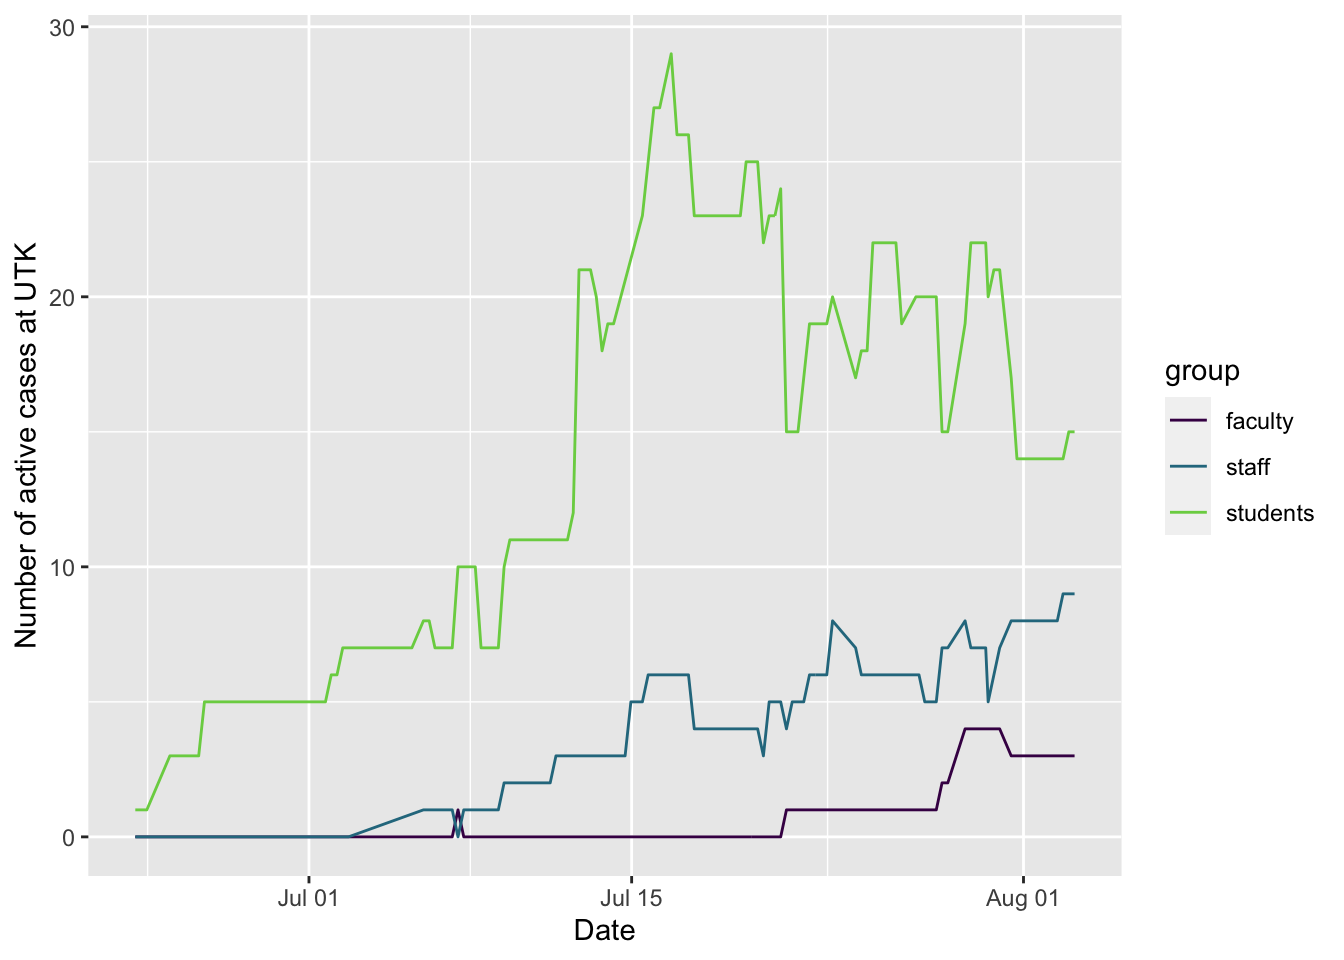 Number of active cases at UTK
30
20
10
0
Jul 01
Jul 15
Aug 01
Date
group
faculty
staff
students